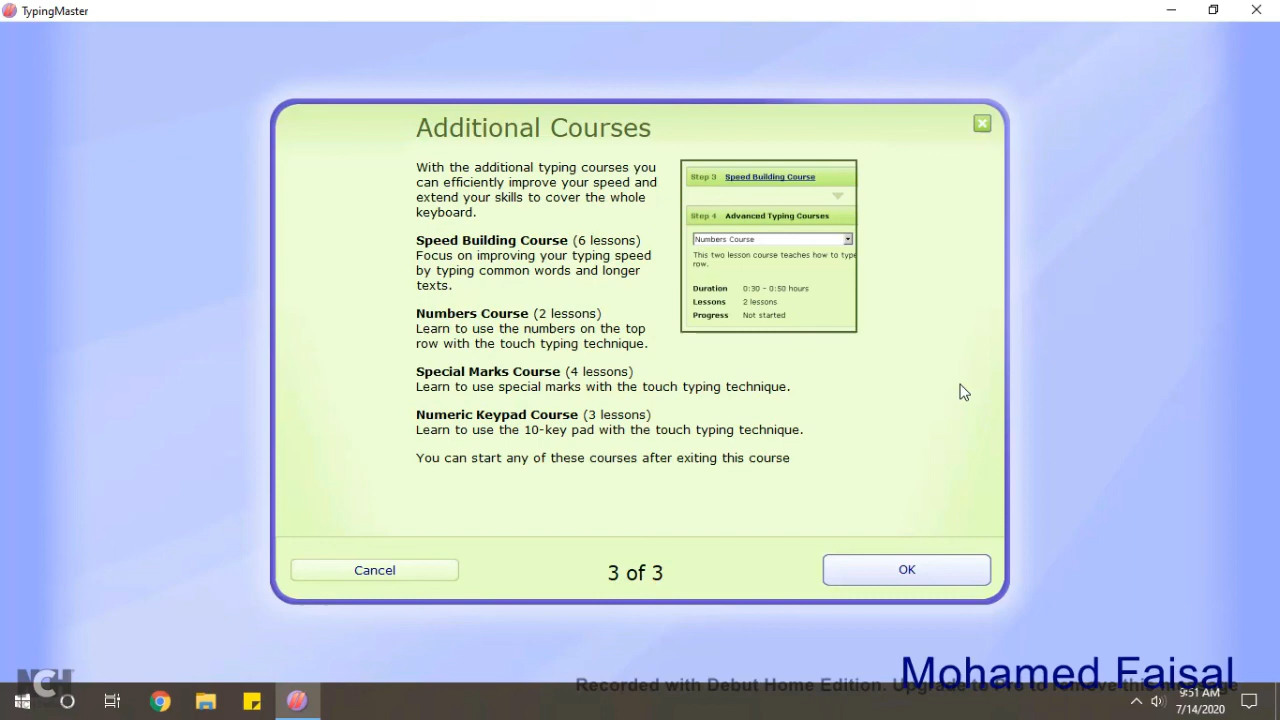 TypingMaster
Additional Courses
With the additional typing courses you
can efficiently improve your speed and
extend your skills to cover the whole
keyboard.
Speed Building Course (6 lessons)
Focus on improving your typing speed
by typing common words and longer
texts.
Numbers Course (2 lessons)
Learn to use the numbers on the top
row with the touch typing technique.
Special Marks Course (4 lessons)
Learn to use special marks with the touch typing technique.
Numeric Keypad Course (3 lessons)
Learn to use the 10-key pad with the touch typing technique.
You can start any of these courses after exiting this course
Step 3 Speed Building Course
Step 4 Advanced Typing Courses
Numbers Course
This two lesson course teaches how to type
row.
Duration 0:30 - 0:50 hours
Lessons 2 lessons
Progress Not started
Cancel
3 of 3
OK
NCH
Mohamed Faisal
Recorded with Debut Home Edition. Upgrade to Pro to remove this message
9:51 AM
7/14/2020